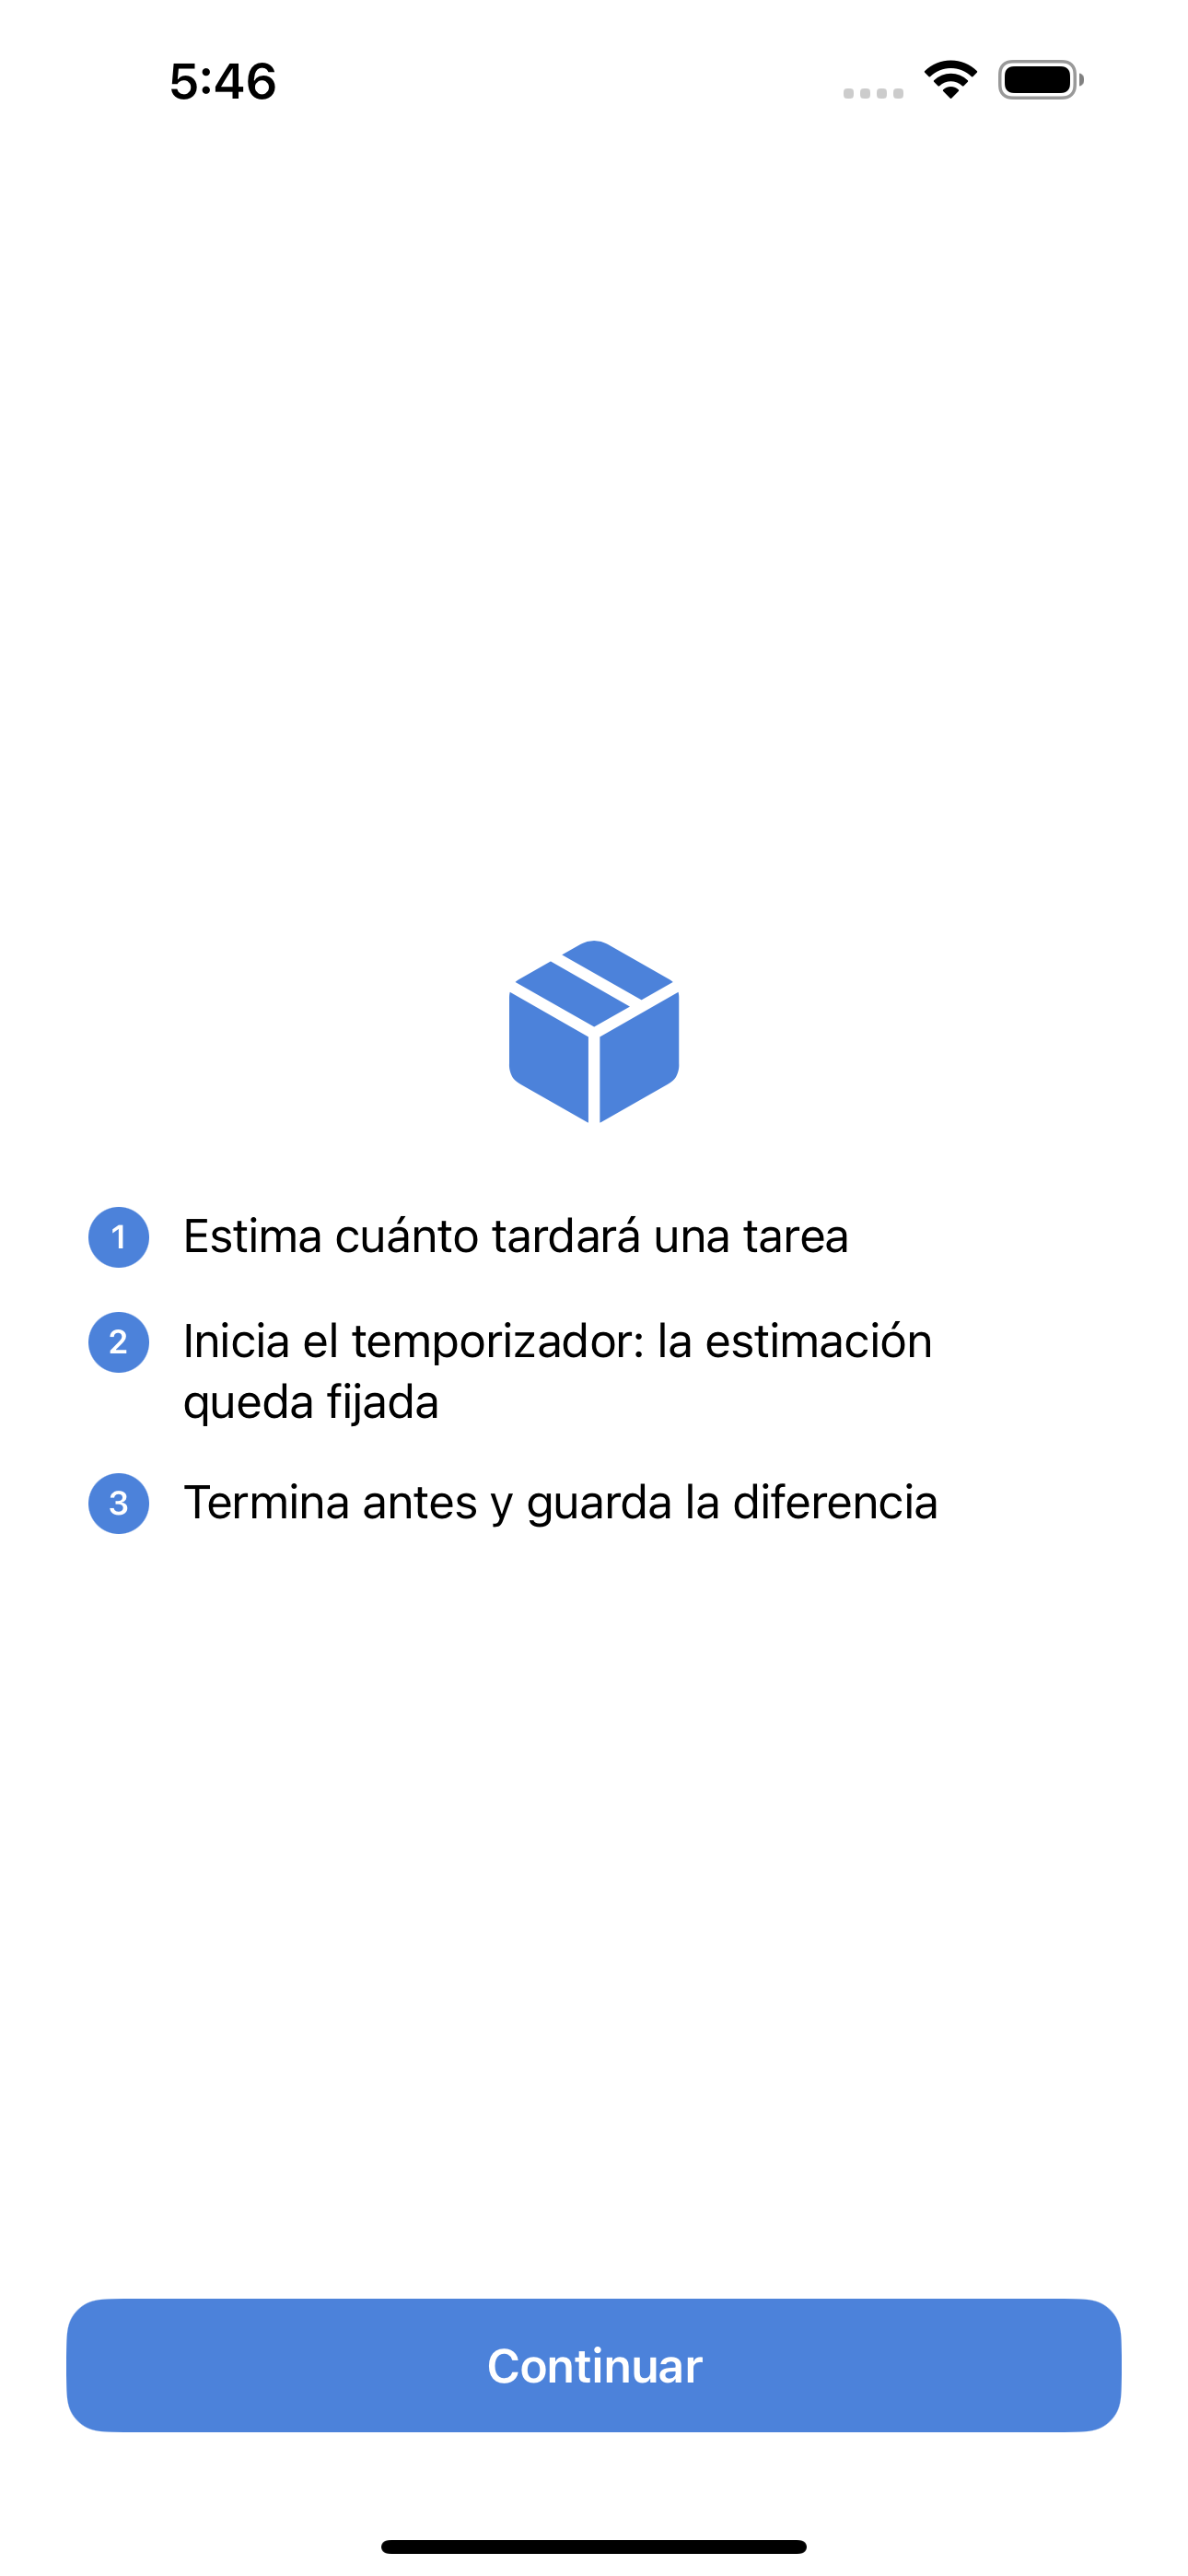 5:46
1 Estima cuánto tardará una tarea
2 Inicia el temporizador: la estimación
queda fijada
3 Termina antes y guarda la diferencia
Continuar